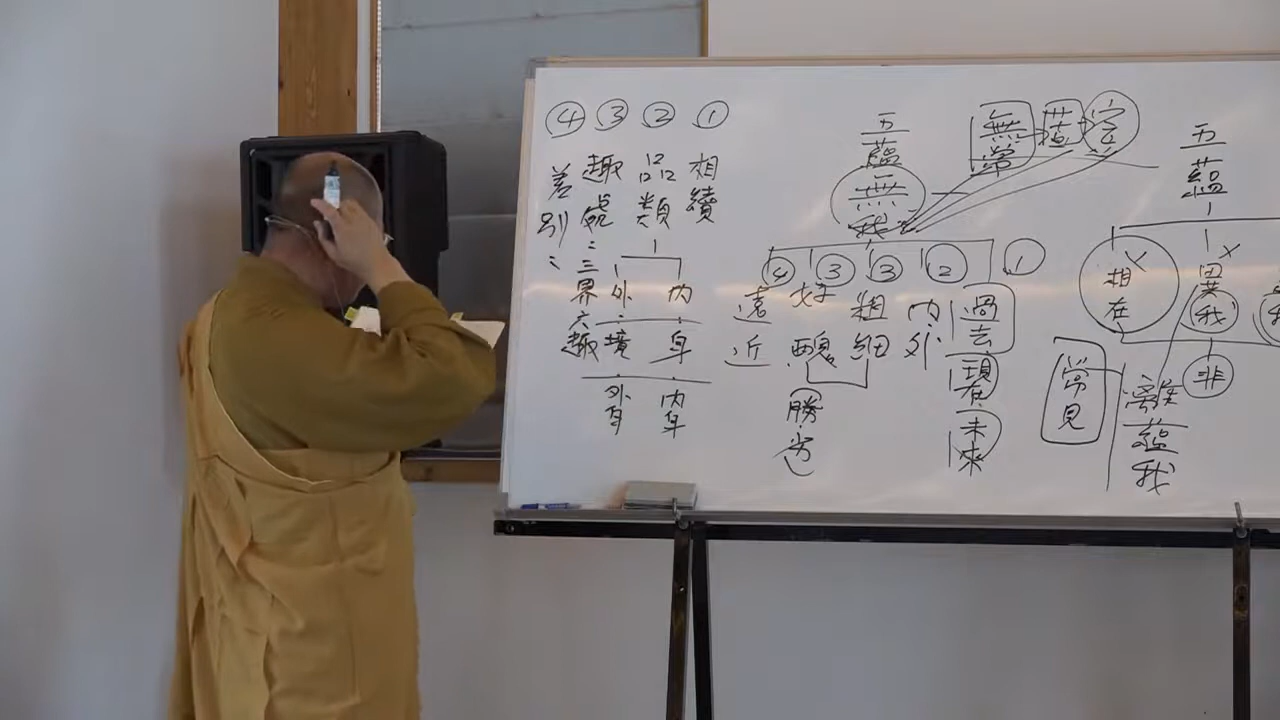 五蘊
相在
異我
非
常見
離蘊我
無常 苦 空
五蘊
無我
① ② ③ ③ ④
過去 現在 未來
內外
粗細
好醜
勝劣
遠近
① 相續
② 品類
內 外
身 境
內身 外身
③ 趣處：三界六趣
④ 差別：